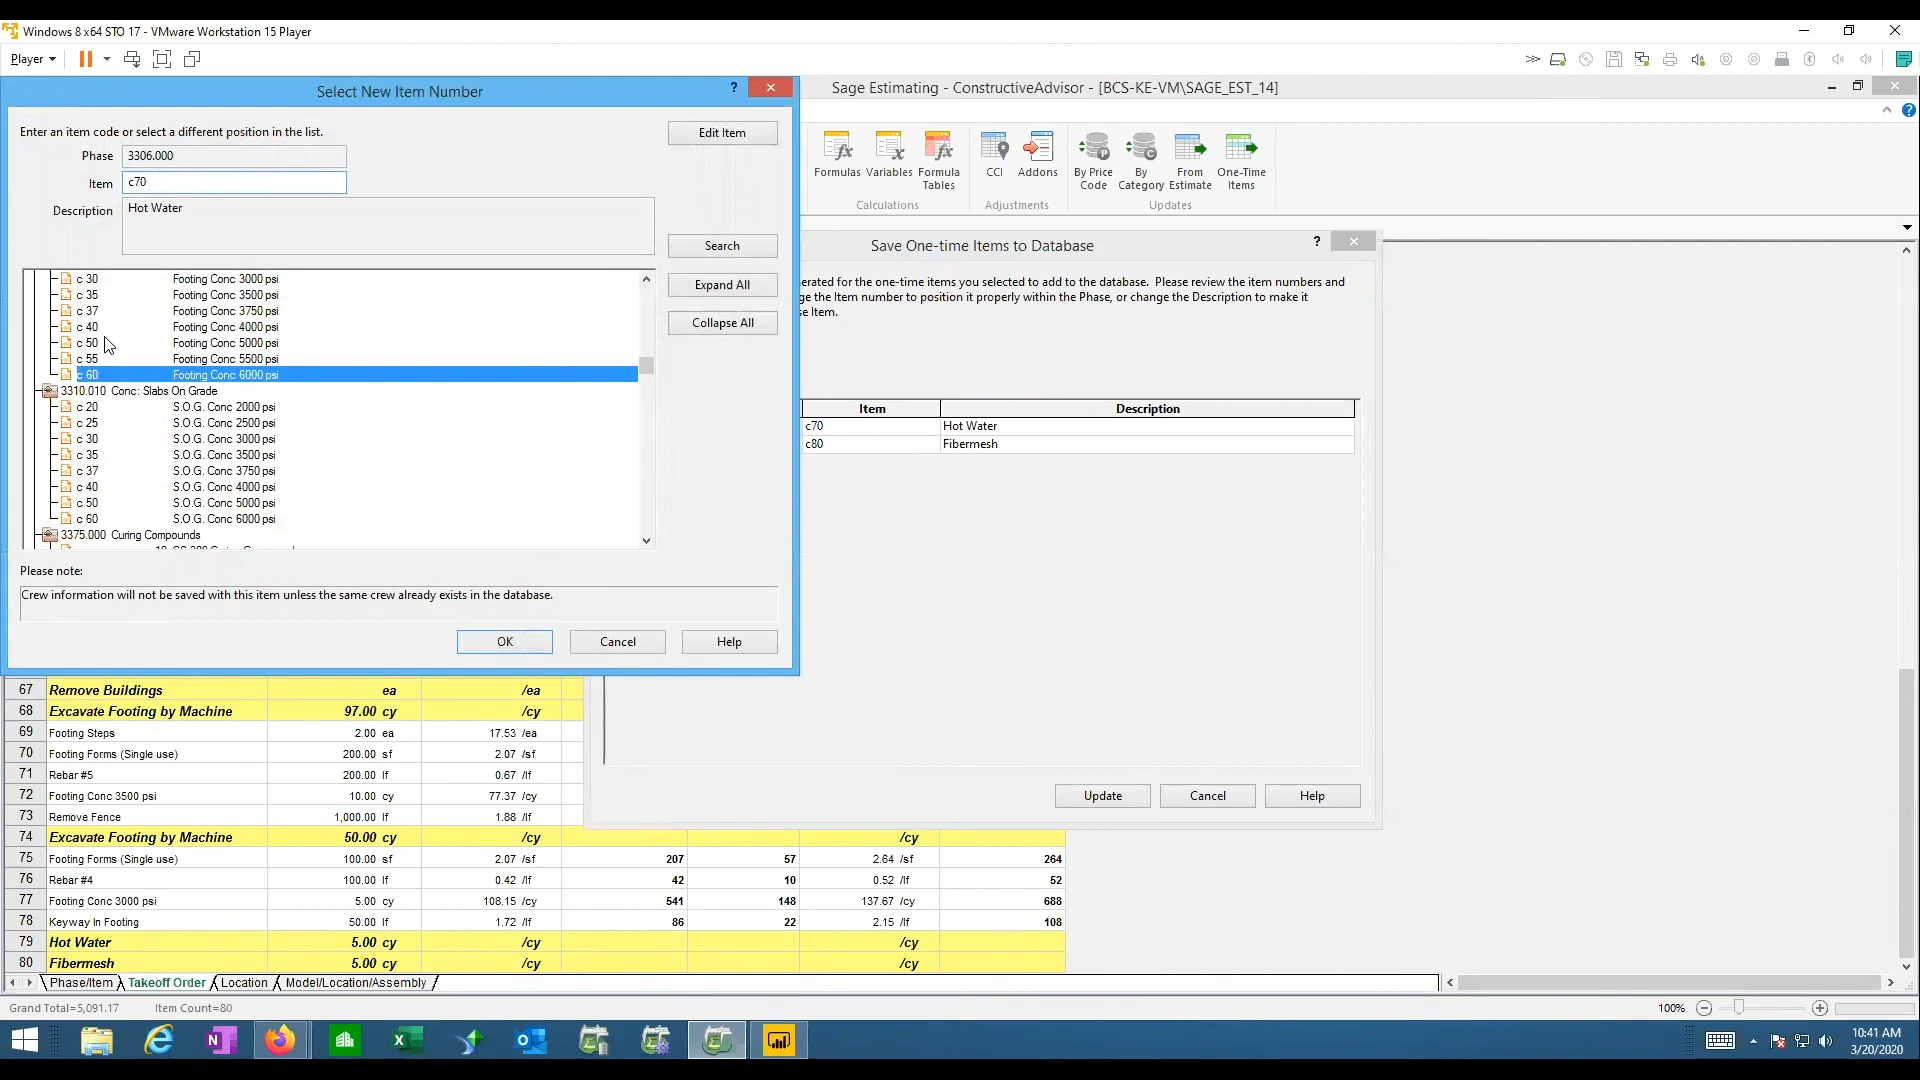 Windows 8 x64 STO 17 - VMware Workstation 15 Player
Player
Select New Item Number
?
Sage Estimating - ConstructiveAdvisor - [BCS-KE-VM\SAGE_EST_14]
Enter an item code or select a different position in the list.
Edit Item
Phase 3306.000
Item c70
Description Hot Water
Search
Expand All
Collapse All
c 30 Footing Conc 3000 psi
c 35 Footing Conc 3500 psi
c 37 Footing Conc 3750 psi
c 40 Footing Conc 4000 psi
c 50 Footing Conc 5000 psi
c 55 Footing Conc 5500 psi
c 60 Footing Conc 6000 psi
3310.010 Conc: Slabs On Grade
c 20 S.O.G. Conc 2000 psi
c 25 S.O.G. Conc 2500 psi
c 30 S.O.G. Conc 3000 psi
c 35 S.O.G. Conc 3500 psi
c 37 S.O.G. Conc 3750 psi
c 40 S.O.G. Conc 4000 psi
c 50 S.O.G. Conc 5000 psi
c 60 S.O.G. Conc 6000 psi
3375.000 Curing Compounds
Please note:
Crew information will not be saved with this item unless the same crew already exists in the database.
OK Cancel Help
Formulas Variables Formula Tables
Calculations
CCI Addons
Adjustments
By Price Code By Category From Estimate One-Time Items
Updates
Save One-time Items to Database
?
erated for the one-time items you selected to add to the database. Please review the item numbers and
ge the Item number to position it properly within the Phase, or change the Description to make it
se Item.
Item Description
c70 Hot Water
c80 Fibermesh
Update Cancel Help
67 Remove Buildings ea /ea
68 Excavate Footing by Machine 97.00 cy /cy
69 Footing Steps 2.00 ea 17.53 /ea
70 Footing Forms (Single use) 200.00 sf 2.07 /sf
71 Rebar #5 200.00 lf 0.67 /lf
72 Footing Conc 3500 psi 10.00 cy 77.37 /cy
73 Remove Fence 1,000.00 lf 1.88 /lf
74 Excavate Footing by Machine 50.00 cy /cy /cy
75 Footing Forms (Single use) 100.00 sf 2.07 /sf 207 57 2.64 /sf 264
76 Rebar #4 100.00 lf 0.42 /lf 42 10 0.52 /lf 52
77 Footing Conc 3000 psi 5.00 cy 108.15 /cy 541 148 137.67 /cy 688
78 Keyway In Footing 50.00 lf 1.72 /lf 86 22 2.15 /lf 108
79 Hot Water 5.00 cy /cy /cy
80 Fibermesh 5.00 cy /cy /cy
Phase/Item Takeoff Order Location Model/Location/Assembly
Grand Total=5,091.17 Item Count=80
100%
10:41 AM
3/20/2020